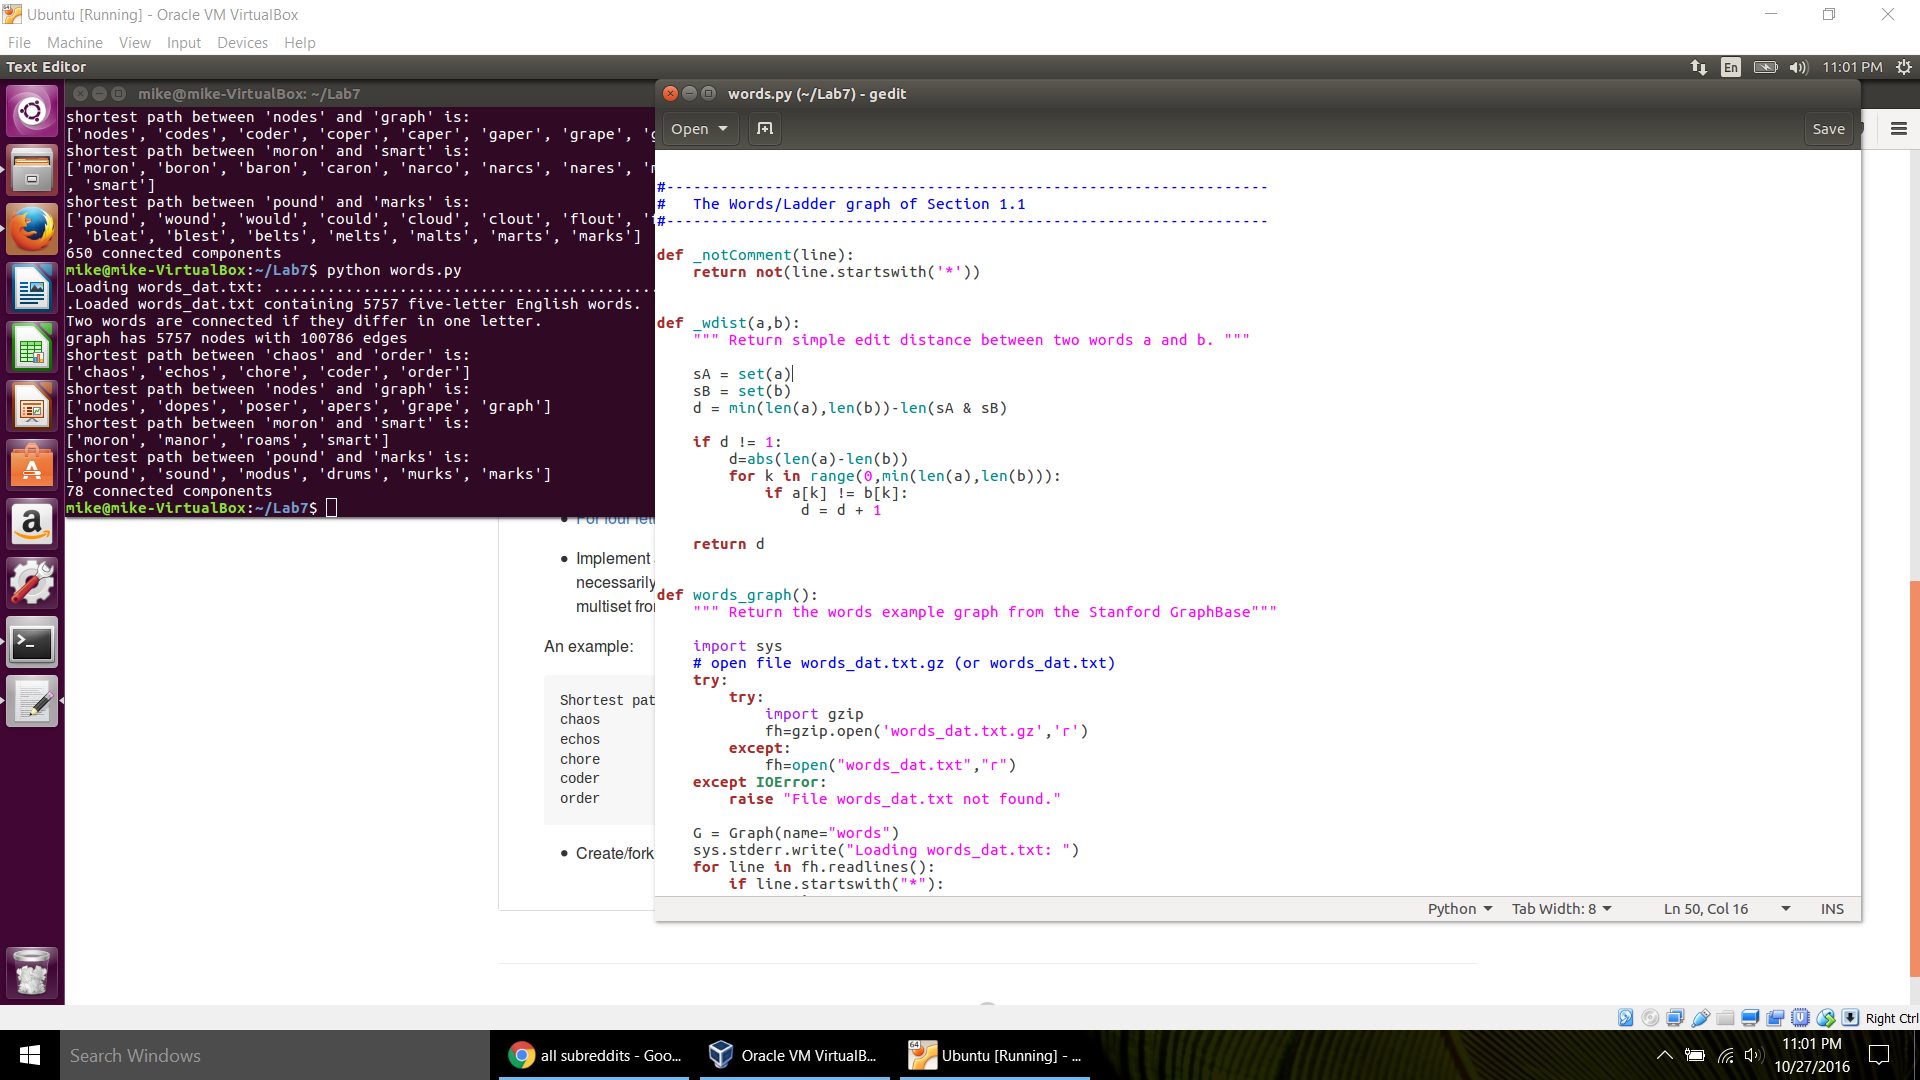 Ubuntu [Running] - Oracle VM VirtualBox
File Machine View Input Devices Help
Text Editor
En
11:01 PM
mike@mike-VirtualBox: ~/Lab7
shortest path between 'nodes' and 'graph' is:
['nodes', 'codes', 'coder', 'coper', 'caper', 'gaper', 'grape', '
shortest path between 'moron' and 'smart' is:
['moron', 'boron', 'baron', 'caron', 'narco', 'narcs', 'nares', '
, 'smart']
shortest path between 'pound' and 'marks' is:
['pound', 'wound', 'would', 'could', 'cloud', 'clout', 'flout', '
, 'bleat', 'blest', 'belts', 'melts', 'malts', 'marts', 'marks']
650 connected components
mike@mike-VirtualBox:~/Lab7$ python words.py
Loading words_dat.txt: ..........................................
.Loaded words_dat.txt containing 5757 five-letter English words.
Two words are connected if they differ in one letter.
graph has 5757 nodes with 100786 edges
shortest path between 'chaos' and 'order' is:
['chaos', 'echos', 'chore', 'coder', 'order']
shortest path between 'nodes' and 'graph' is:
['nodes', 'dopes', 'poser', 'apers', 'grape', 'graph']
shortest path between 'moron' and 'smart' is:
['moron', 'manor', 'roams', 'smart']
shortest path between 'pound' and 'marks' is:
['pound', 'sound', 'modus', 'drums', 'murks', 'marks']
78 connected components
mike@mike-VirtualBox:~/Lab7$
Implement
necessarily
multiset fro
An example:
Shortest pat
chaos
echos
chore
coder
order
Create/fork
words.py (~/Lab7) - gedit
Open
Save
#-------------------------------------------------------------------
#   The Words/Ladder graph of Section 1.1
#-------------------------------------------------------------------
def _notComment(line):
    return not(line.startswith('*'))
def _wdist(a,b):
    """ Return simple edit distance between two words a and b. """
    sA = set(a)
    sB = set(b)
    d = min(len(a),len(b))-len(sA & sB)
    if d != 1:
        d=abs(len(a)-len(b))
        for k in range(0,min(len(a),len(b))):
            if a[k] != b[k]:
                d = d + 1
    return d
def words_graph():
    """ Return the words example graph from the Stanford GraphBase"""
    import sys
    # open file words_dat.txt.gz (or words_dat.txt)
    try:
        try:
            import gzip
            fh=gzip.open('words_dat.txt.gz','r')
        except:
            fh=open("words_dat.txt","r")
    except IOError:
        raise "File words_dat.txt not found."
    G = Graph(name="words")
    sys.stderr.write("Loading words_dat.txt: ")
    for line in fh.readlines():
        if line.startswith("*"):
Python Tab Width: 8 Ln 50, Col 16 INS
Right Ctrl
Search Windows
all subreddits - Goo...
Oracle VM VirtualB...
Ubuntu [Running] - ...
11:01 PM
10/27/2016